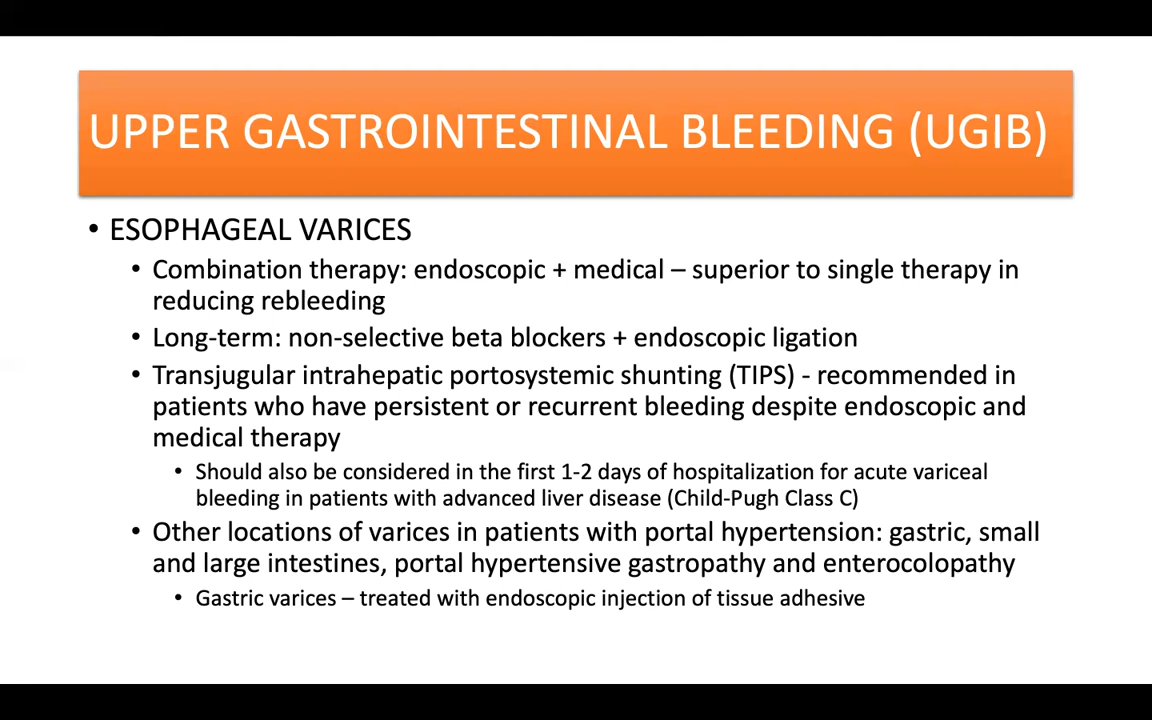 UPPER GASTROINTESTINAL BLEEDING (UGIB)
• ESOPHAGEAL VARICES
• Combination therapy: endoscopic + medical – superior to single therapy in
reducing rebleeding
• Long-term: non-selective beta blockers + endoscopic ligation
• Transjugular intrahepatic portosystemic shunting (TIPS) - recommended in
patients who have persistent or recurrent bleeding despite endoscopic and
medical therapy
• Should also be considered in the first 1-2 days of hospitalization for acute variceal
bleeding in patients with advanced liver disease (Child-Pugh Class C)
• Other locations of varices in patients with portal hypertension: gastric, small
and large intestines, portal hypertensive gastropathy and enterocolopathy
• Gastric varices – treated with endoscopic injection of tissue adhesive